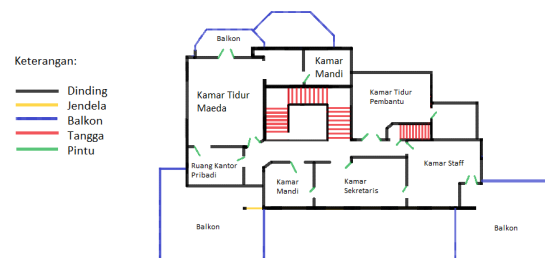 Keterangan:
Dinding
Jendela
Balkon
Tangga
Pintu
Balkon
Kamar
Mandi
Kamar Tidur
Maeda
Kamar Tidur
Pembantu
Ruang Kantor
Pribadi
Kamar
Mandi
Kamar
Sekretaris
Kamar Staff
Balkon
Balkon